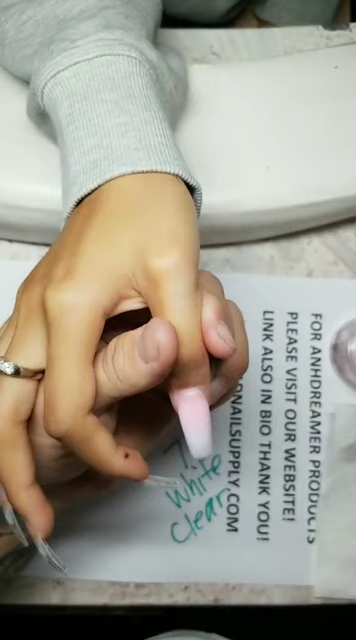 FOR ANHDREAMER PRODUCTS
PLEASE VISIT OUR WEBSITE!
LINK ALSO IN BIO THANK YOU!
NAILSUPPLY.COM
White
Clear